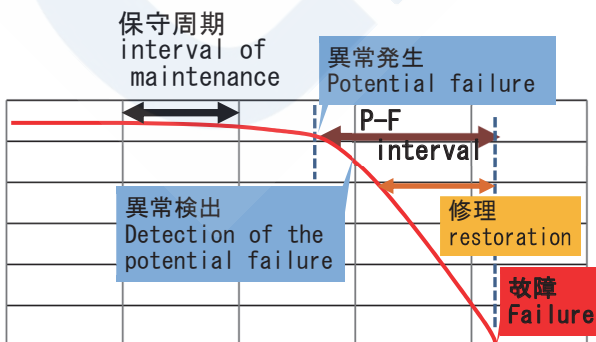 保守周期
interval of
maintenance
異常発生
Potential failure
P-F
interval
異常検出
Detection of the
potential failure
修理
restoration
故障
Failure